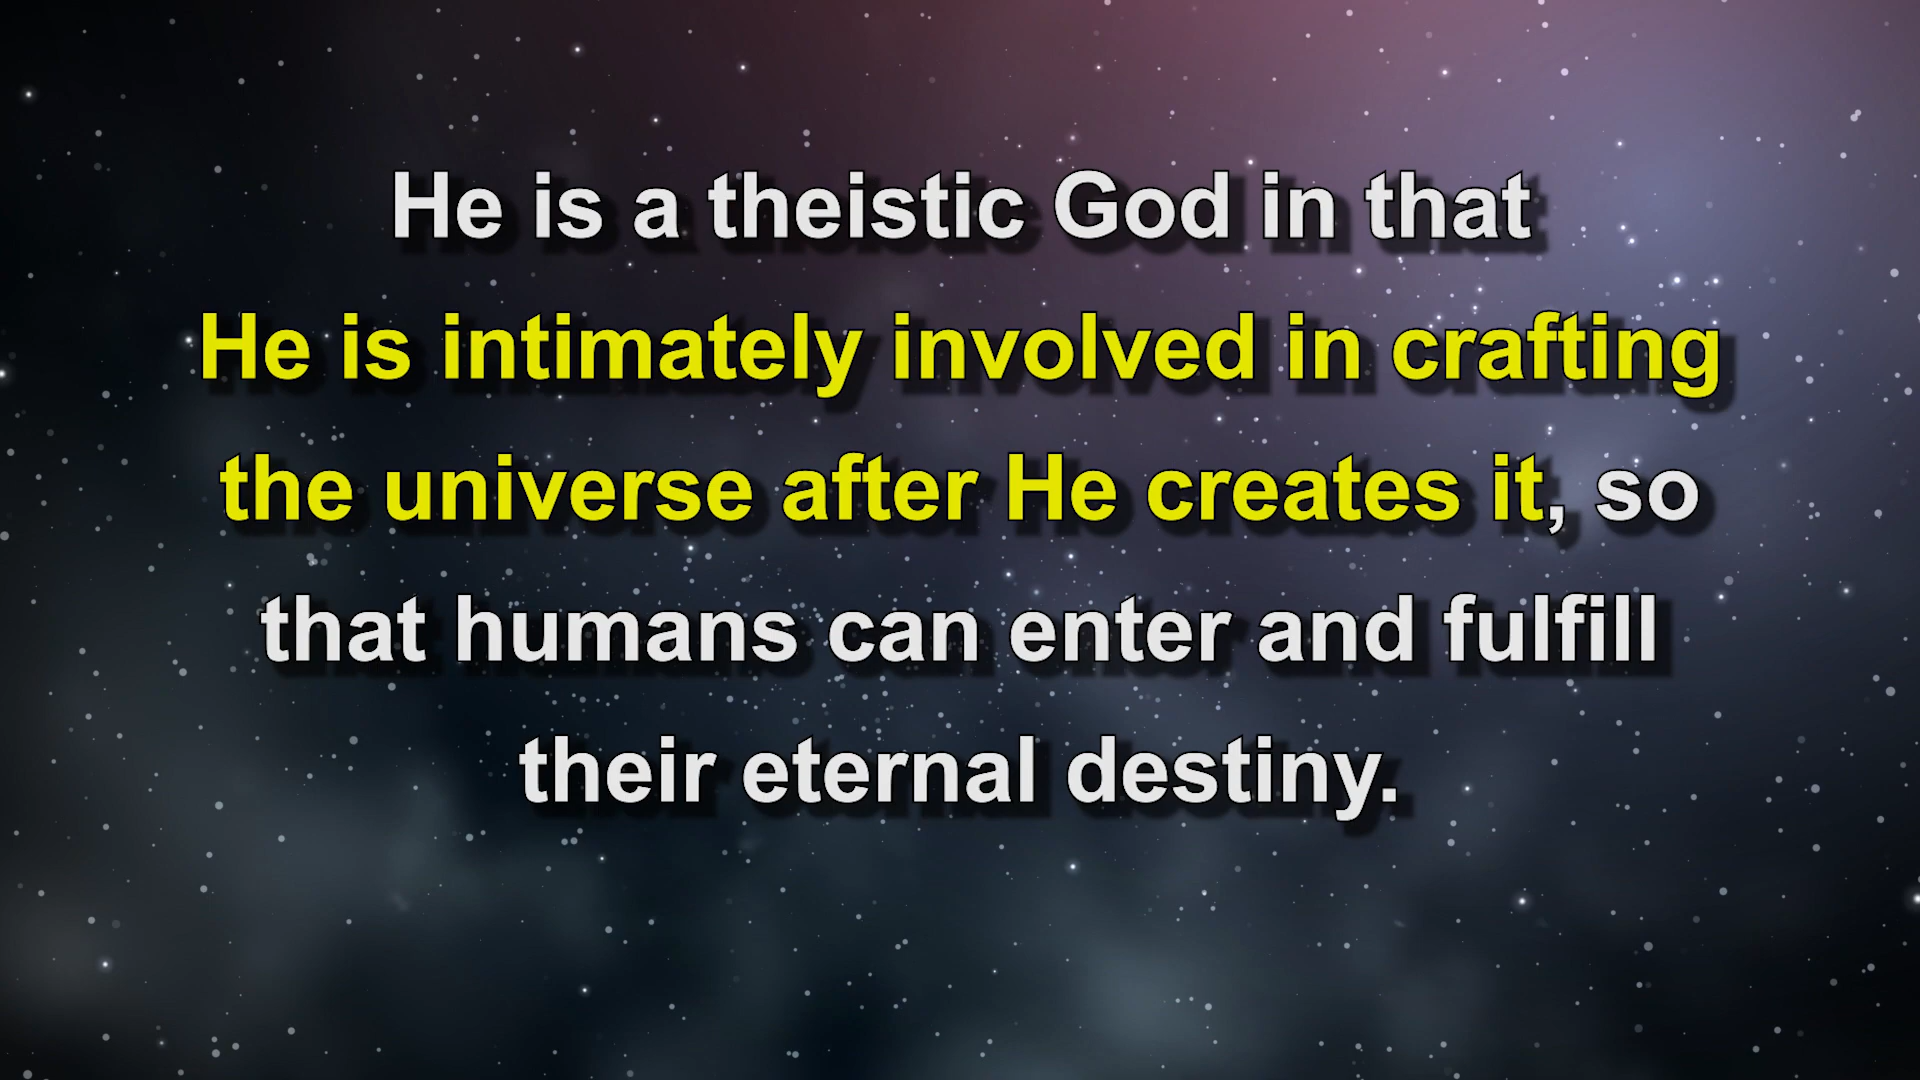 He is a theistic God in that
He is intimately involved in crafting
the universe after He creates it, so
that humans can enter and fulfill
their eternal destiny.